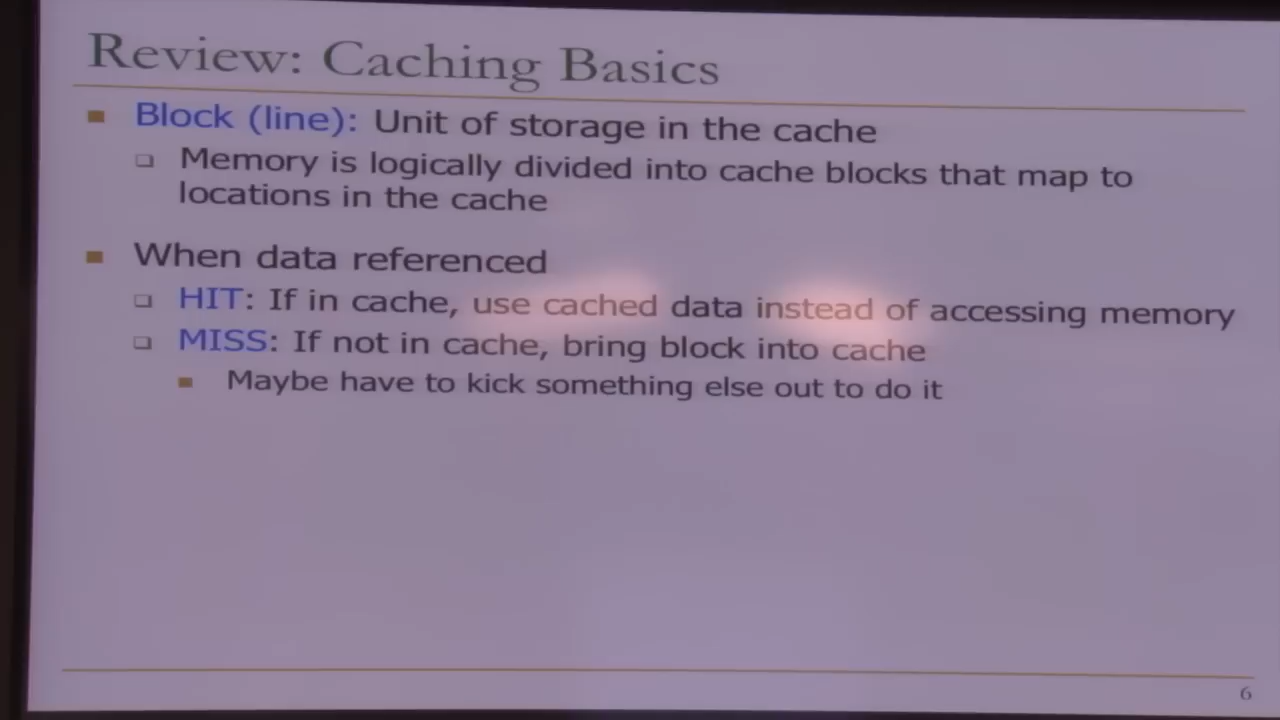 Review: Caching Basics
Block (line): Unit of storage in the cache
Memory is logically divided into cache blocks that map to
locations in the cache
When data referenced
HIT: If in cache, use cached data instead of accessing memory
MISS: If not in cache, bring block into cache
Maybe have to kick something else out to do it
6